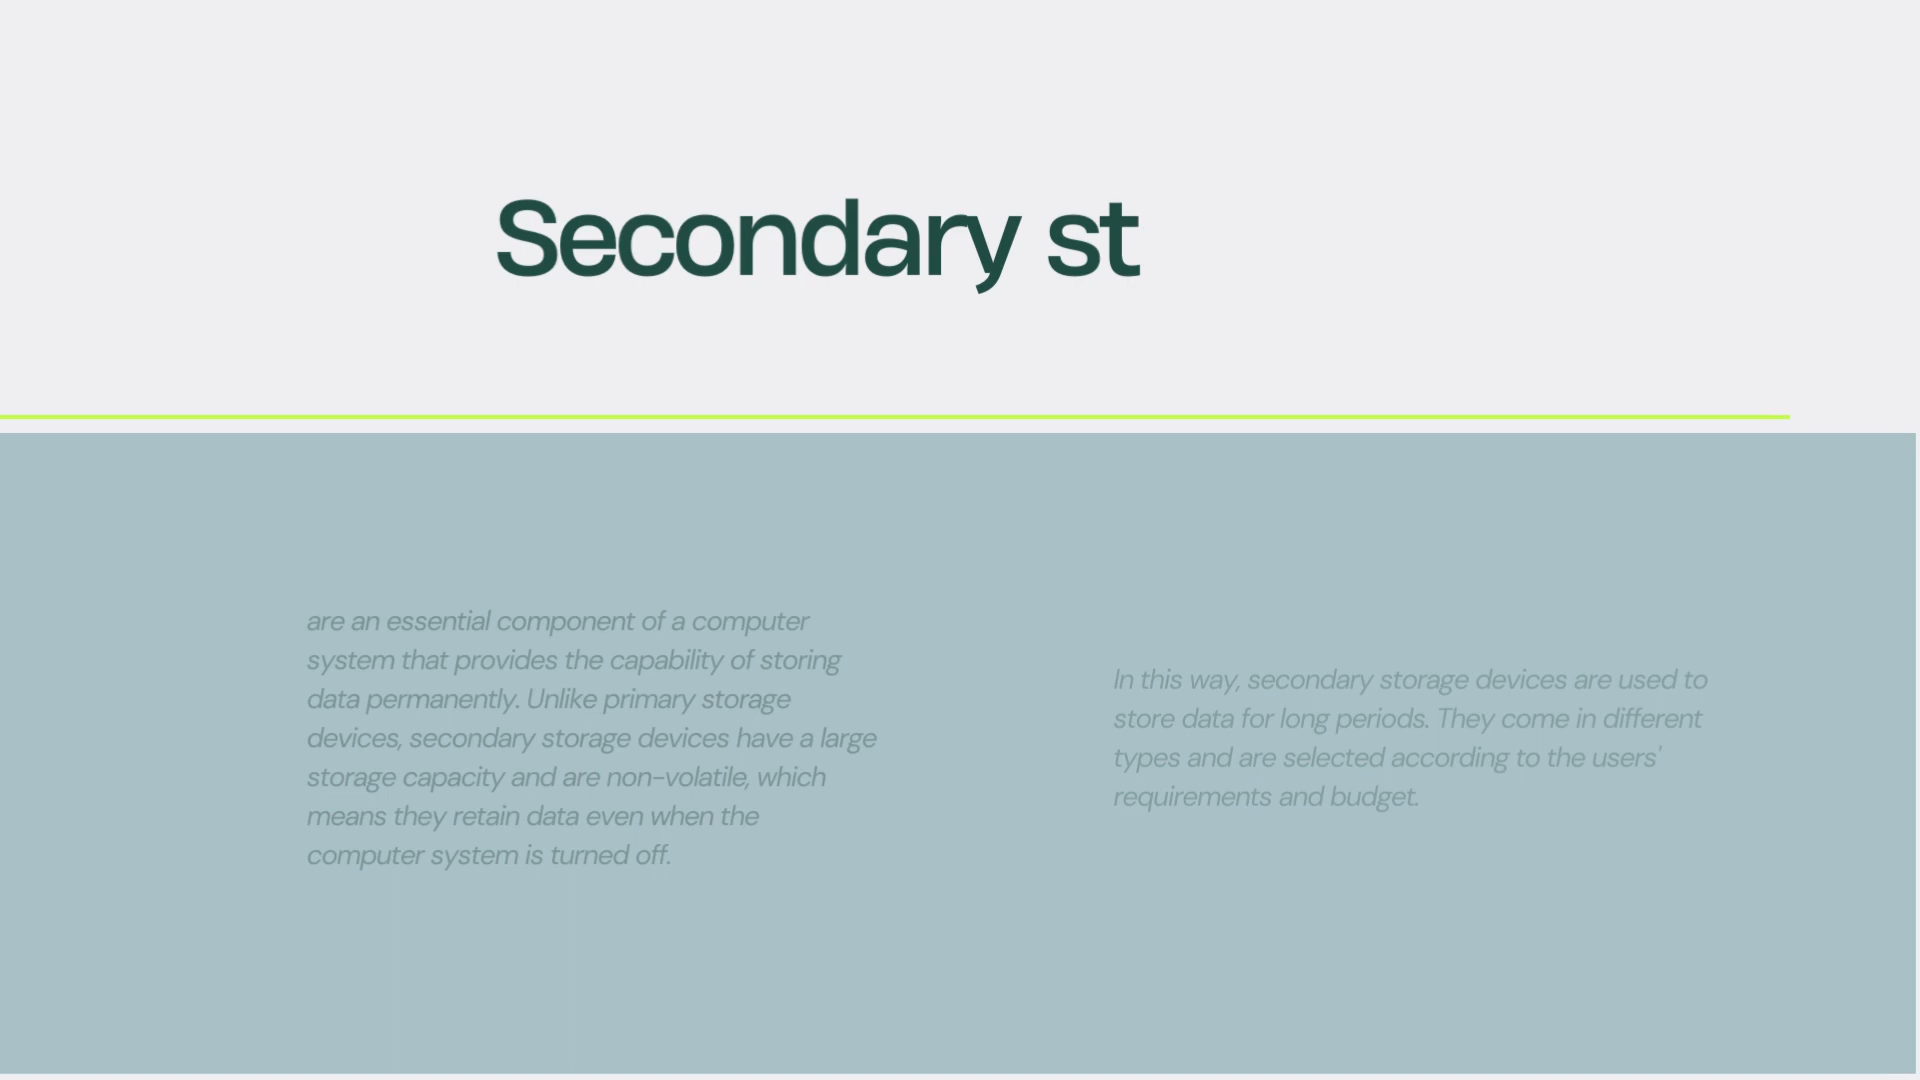 Secondary st
are an essential component of a computer
system that provides the capability of storing
data permanently. Unlike primary storage
devices, secondary storage devices have a large
storage capacity and are non-volatile, which
means they retain data even when the
computer system is turned off.
In this way, secondary storage devices are used to
store data for long periods. They come in different
types and are selected according to the users'
requirements and budget.